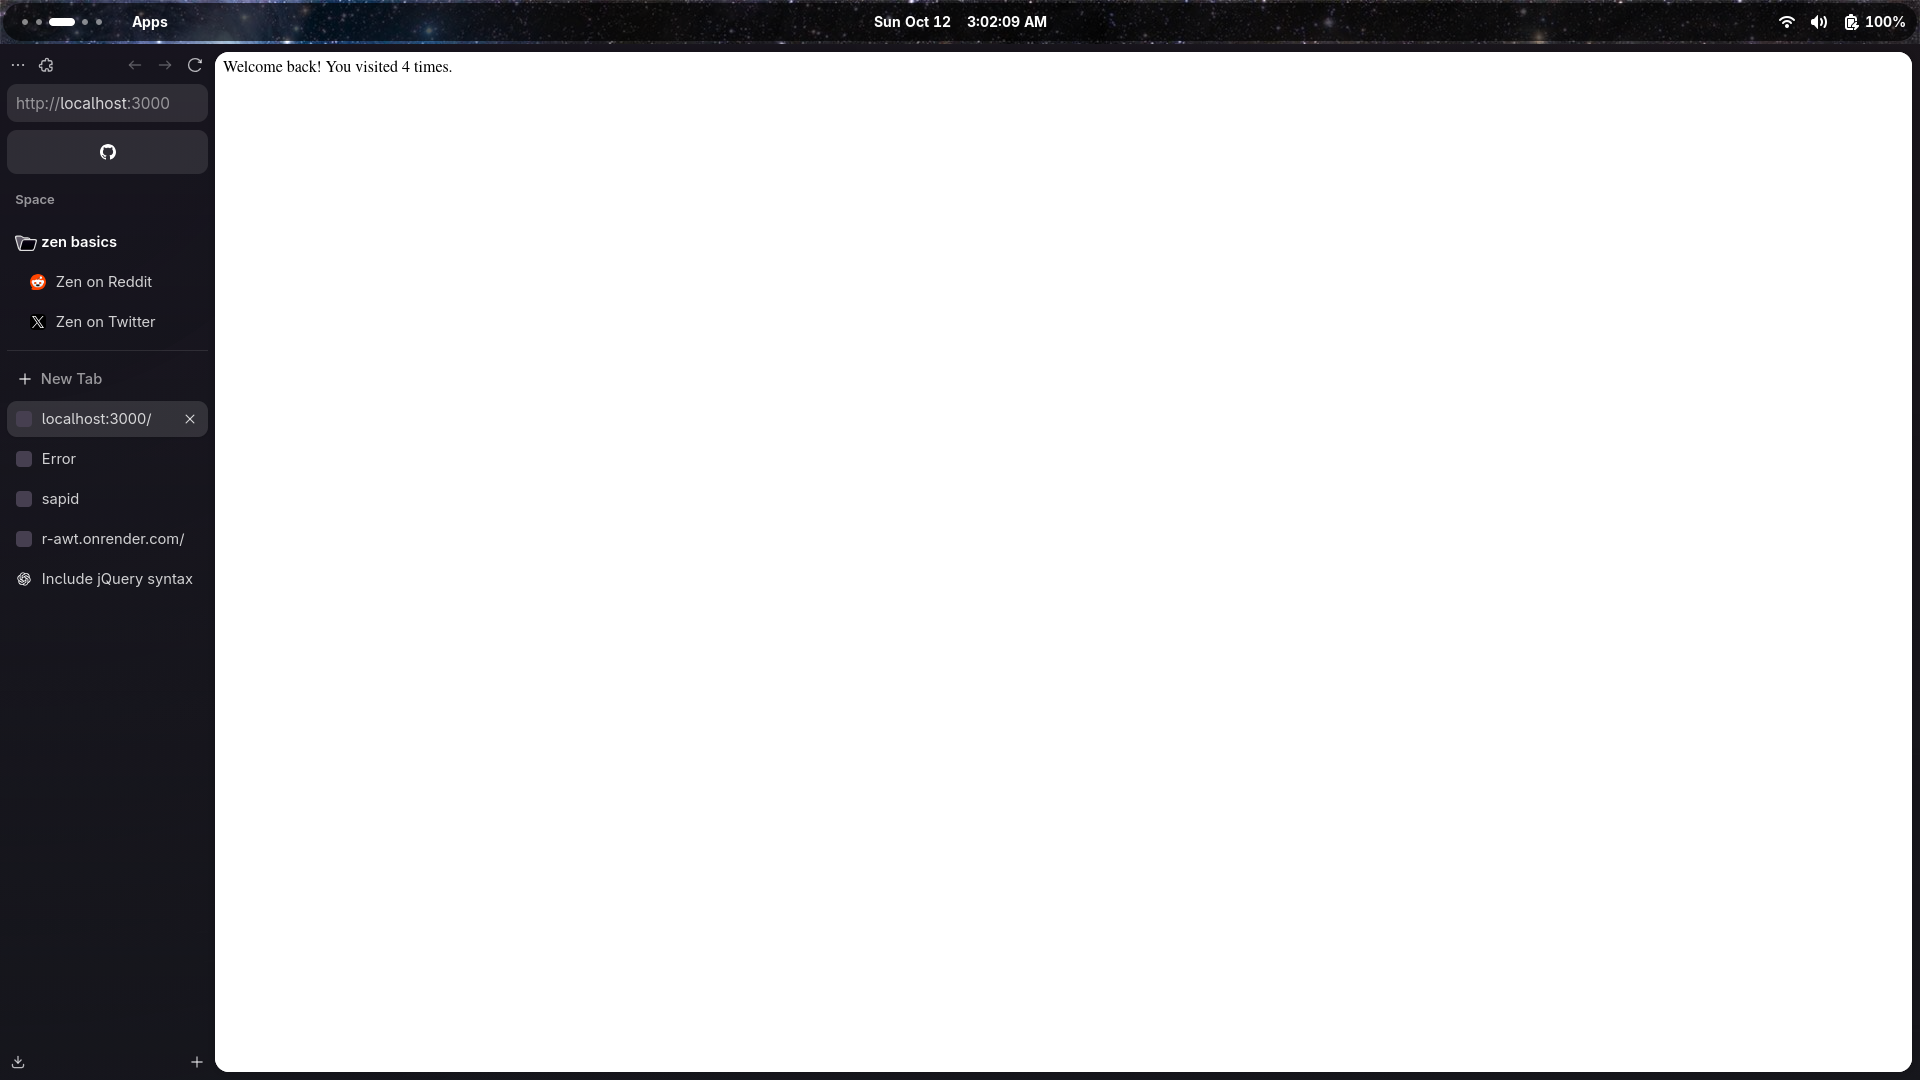 Apps
Sun Oct 12 3:02:09 AM
100%
http://localhost:3000
Space
zen basics
Zen on Reddit
Zen on Twitter
New Tab
localhost:3000/
Error
sapid
r-awt.onrender.com/
Include jQuery syntax
Welcome back! You visited 4 times.